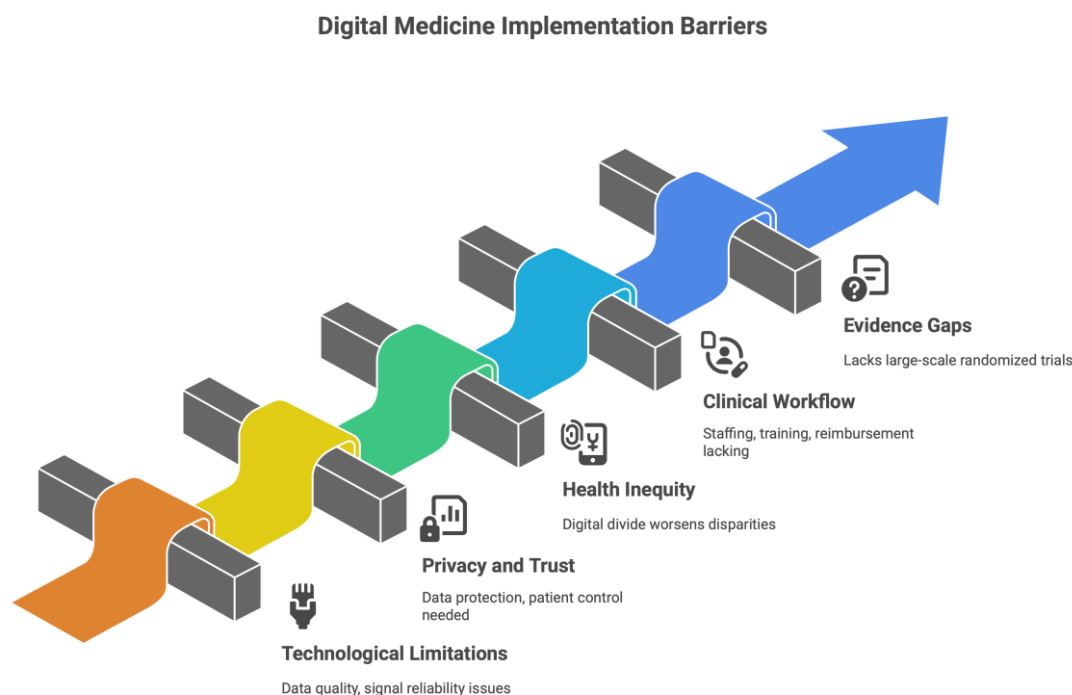 Digital Medicine Implementation Barriers
Evidence Gaps
Lacks large-scale randomized trials
Clinical Workflow
Staffing, training, reimbursement
lacking
Health Inequity
Digital divide worsens disparities
Privacy and Trust
Data protection, patient control
needed
Technological Limitations
Data quality, signal reliability issues